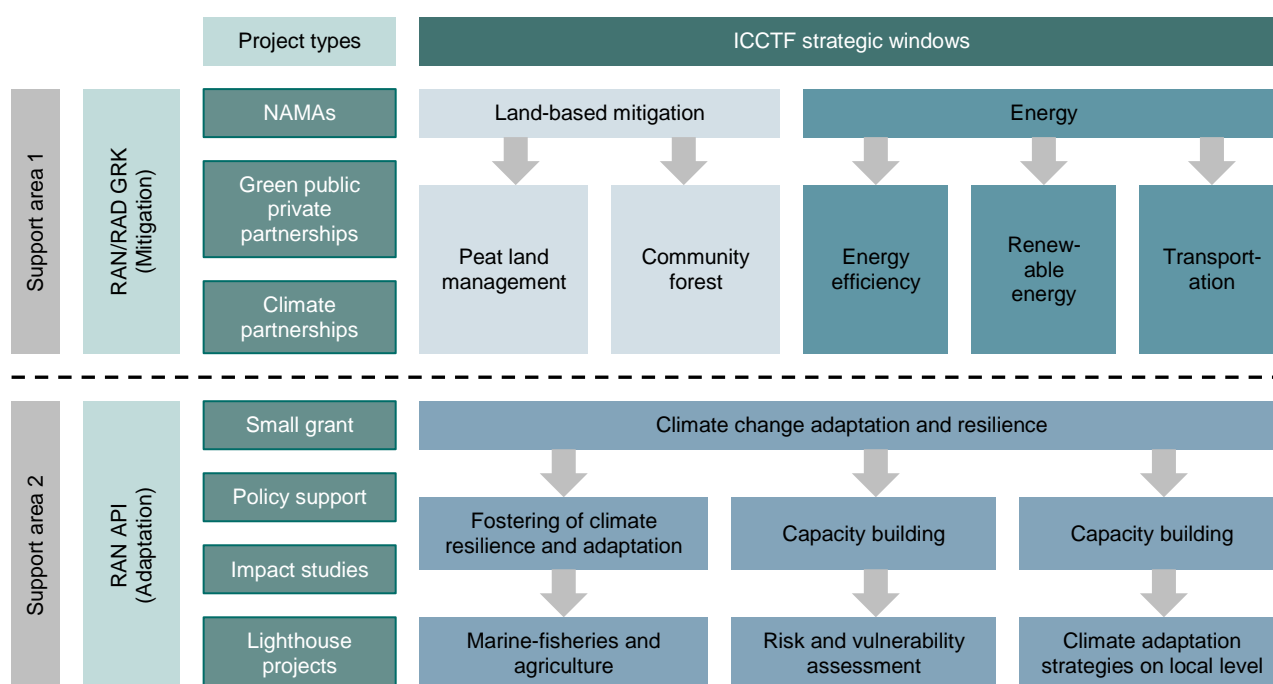 Project types
ICCTF strategic windows
Support area 1
RAN/RAD GRK
(Mitigation)
NAMAs
Green public
private
partnerships
Climate
partnerships
Land-based mitigation
Energy
Peat land
management
Community
forest
Energy
efficiency
Renew-
able
energy
Transport-
ation
Support area 2
RAN API
(Adaptation)
Small grant
Policy support
Impact studies
Lighthouse
projects
Climate change adaptation and resilience
Fostering of climate
resilience and adaptation
Capacity building
Capacity building
Marine-fisheries and
agriculture
Risk and vulnerability
assessment
Climate adaptation
strategies on local level